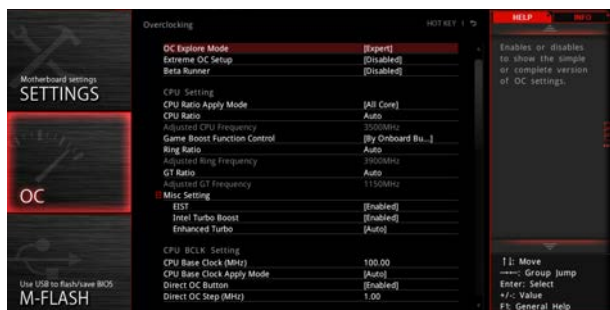 Overclocking
HOT KEY
HELP
INFO
Motherboard settings
SETTINGS
OC
Use USB to flash/save BIOS
M-FLASH
OC Explore Mode [Expert]
Extreme OC Setup [Disabled]
Beta Runner [Disabled]
CPU Setting
CPU Ratio Apply Mode [All Core]
CPU Ratio Auto
Adjusted CPU Frequency 3500MHz
Game Boost Function Control [By Onboard Bu...]
Ring Ratio Auto
Adjusted Ring Frequency 3900MHz
GT Ratio Auto
Adjusted GT Frequency 1150MHz
Misc Setting
EIST [Enabled]
Intel Turbo Boost [Enabled]
Enhanced Turbo [Auto]
CPU BCLK Setting
CPU Base Clock (MHz) 100.00
CPU Base Clock Apply Mode [Auto]
Direct OC Button [Enabled]
Direct OC Step (MHz) 1.00
Enables or disables
to show the simple
or complete version
of OC settings.
↑↓: Move
Group Jump
Enter: Select
+/-: Value
F1: General Help